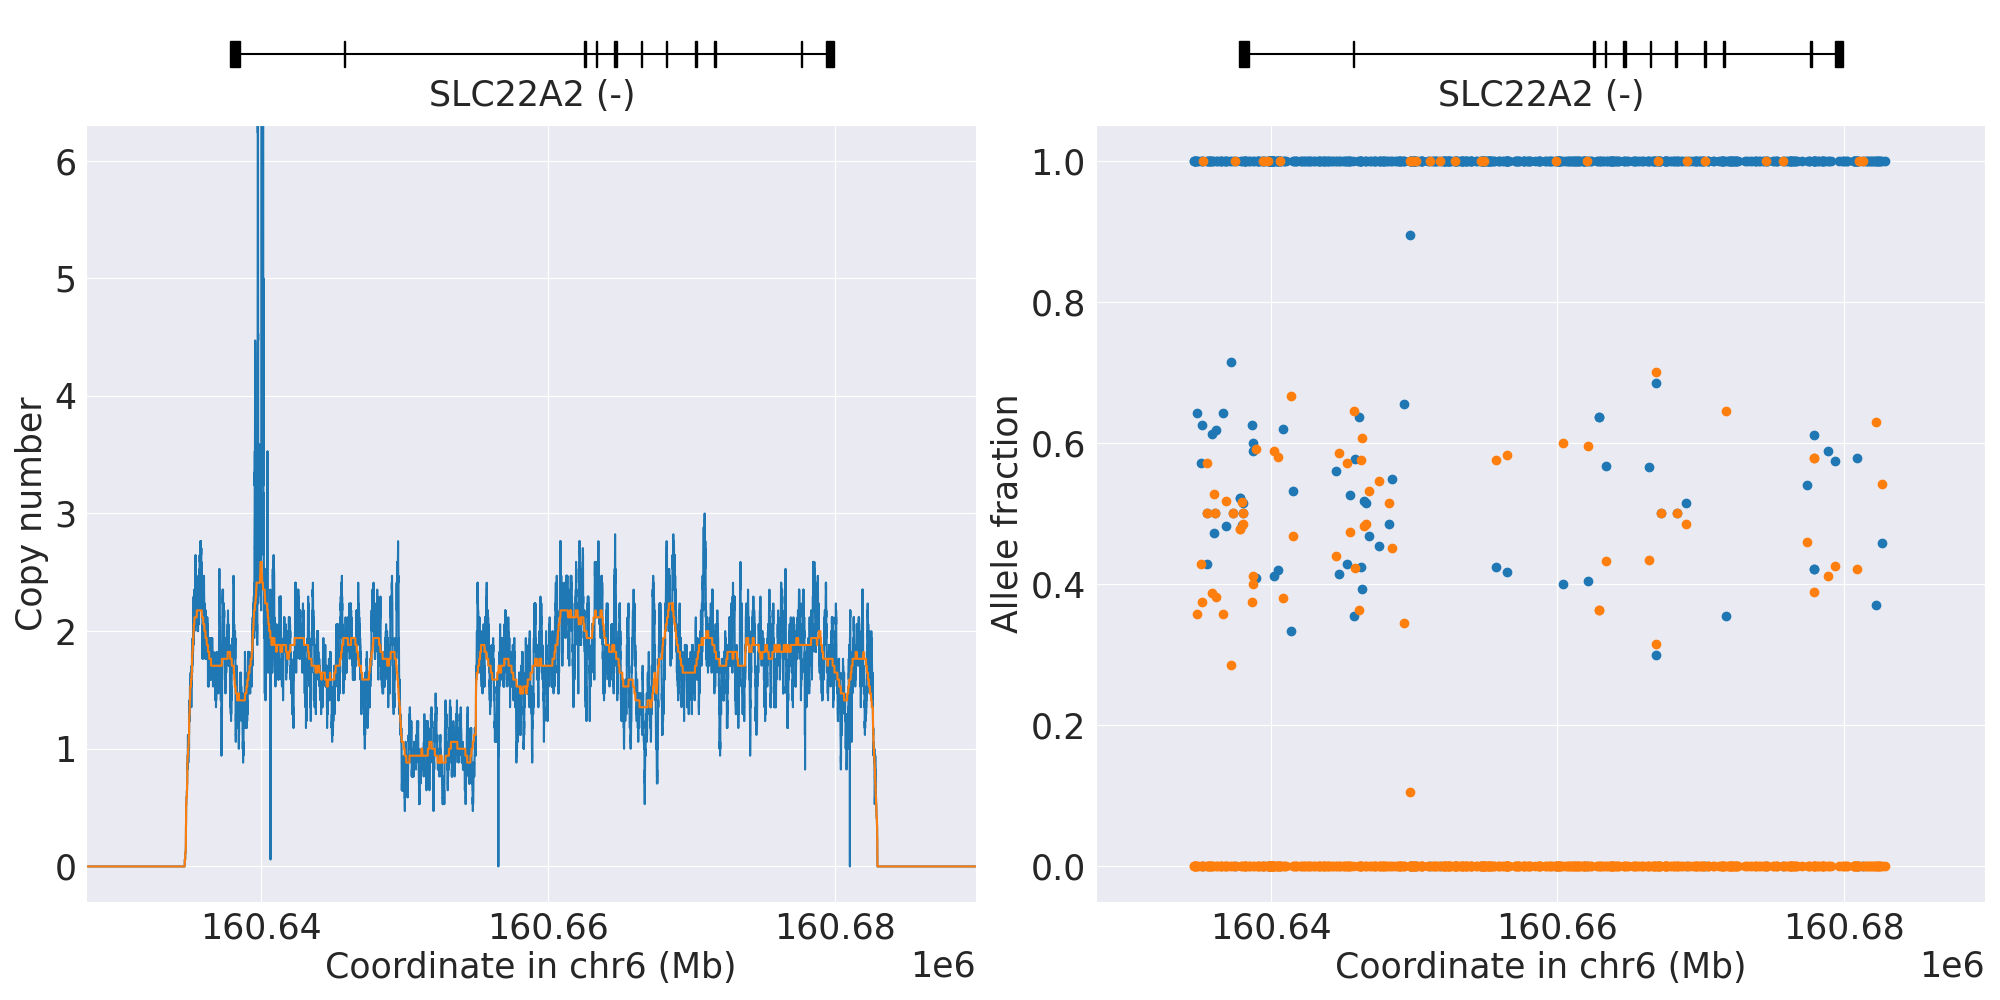 SLC22A2 (-)
6
5
4
3
2
1
0
Copy number
160.64
160.66
160.68
Coordinate in chr6 (Mb)
1e6
SLC22A2 (-)
1.0
0.8
0.6
0.4
0.2
0.0
Allele fraction
160.64
160.66
160.68
Coordinate in chr6 (Mb)
1e6